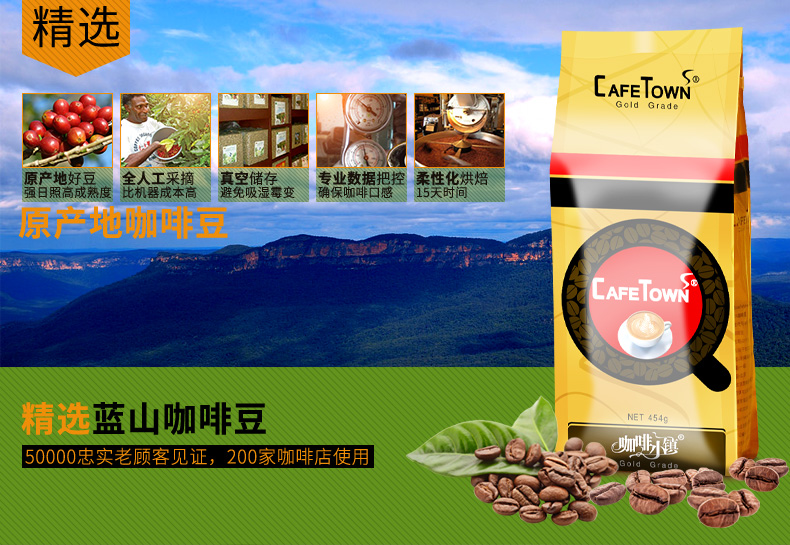 精选
原产地好豆
强日照高成熟度
全人工采摘
比机器成本高
真空储存
避免吸湿霉变
专业数据把控
确保咖啡口感
柔性化烘焙
15天时间
原产地咖啡豆
CAFETOWN®
Gold Grade
CAFETOWN®
NET 454g
咖啡小镇®
Gold Grade
精选蓝山咖啡豆
50000忠实老顾客见证，200家咖啡店使用